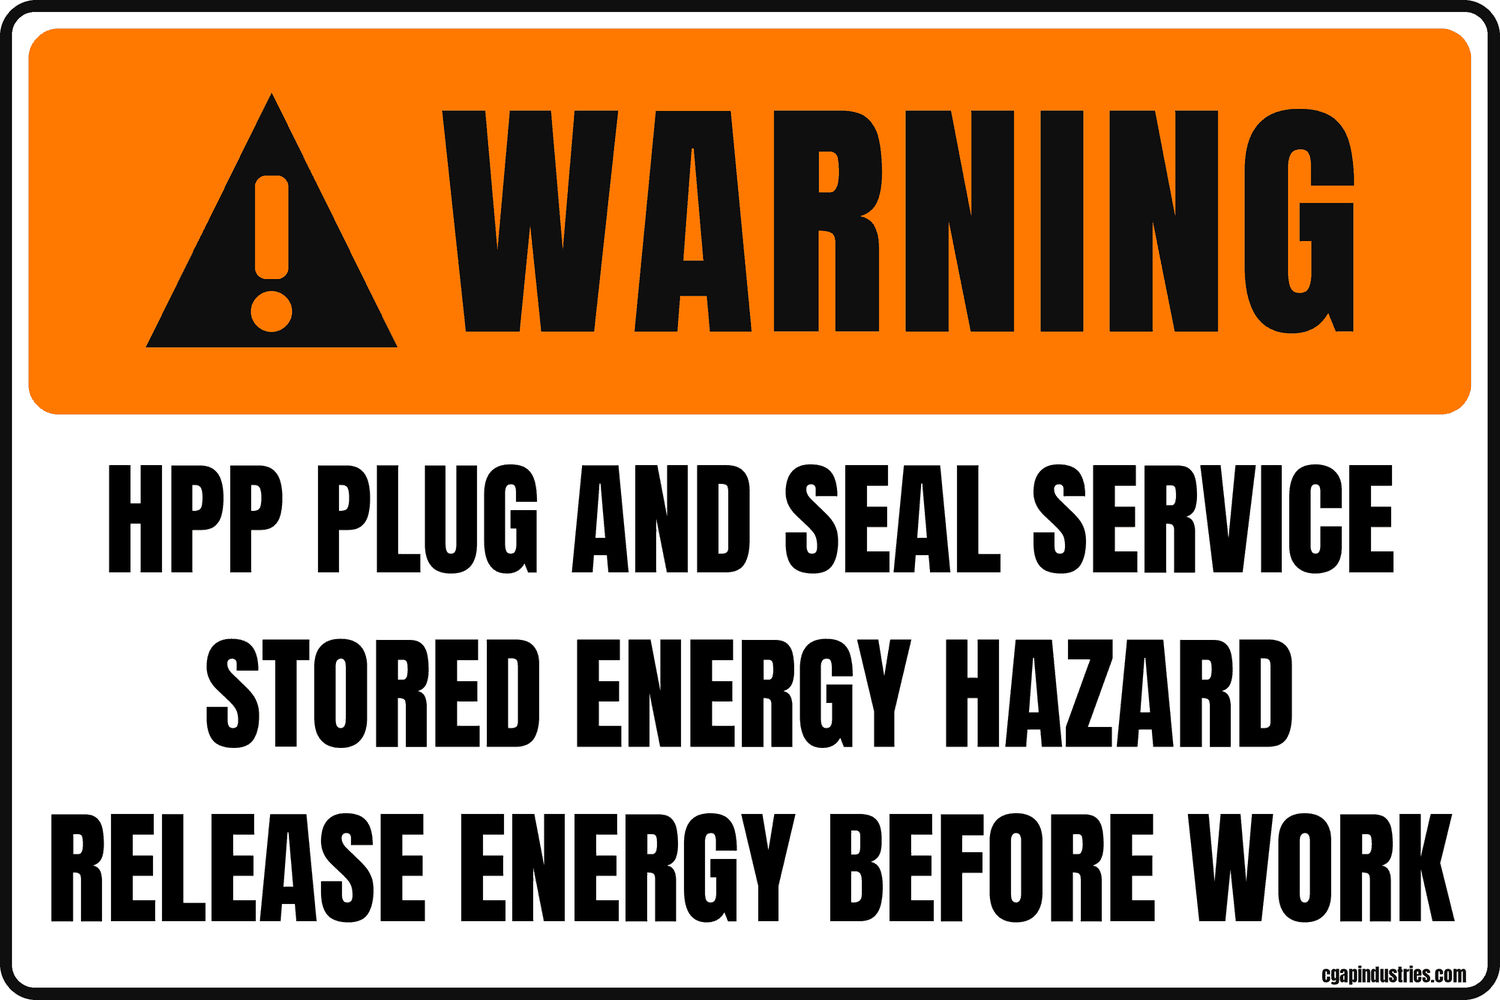 WARNING
HPP PLUG AND SEAL SERVICE
STORED ENERGY HAZARD
RELEASE ENERGY BEFORE WORK
cgapindustries.com